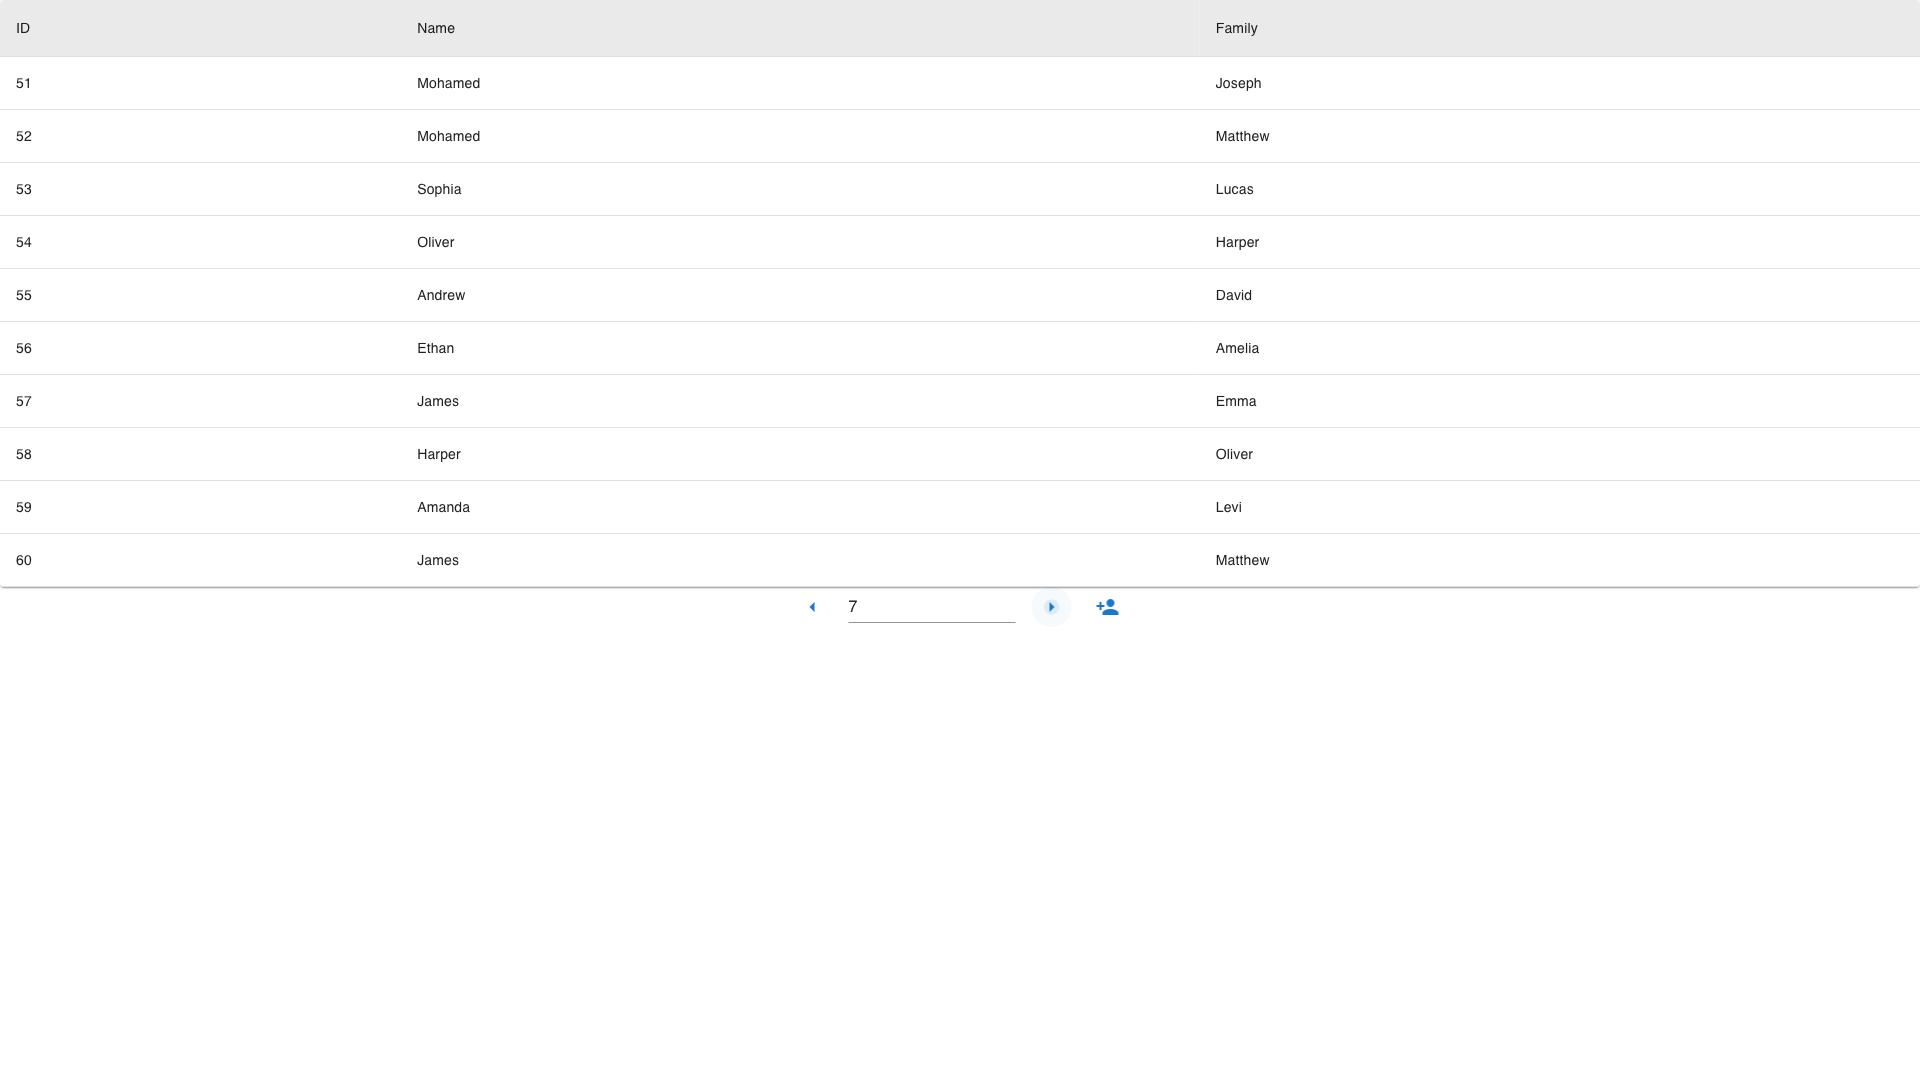 ID Name Family
51 Mohamed Joseph
52 Mohamed Matthew
53 Sophia Lucas
54 Oliver Harper
55 Andrew David
56 Ethan Amelia
57 James Emma
58 Harper Oliver
59 Amanda Levi
60 James Matthew
7